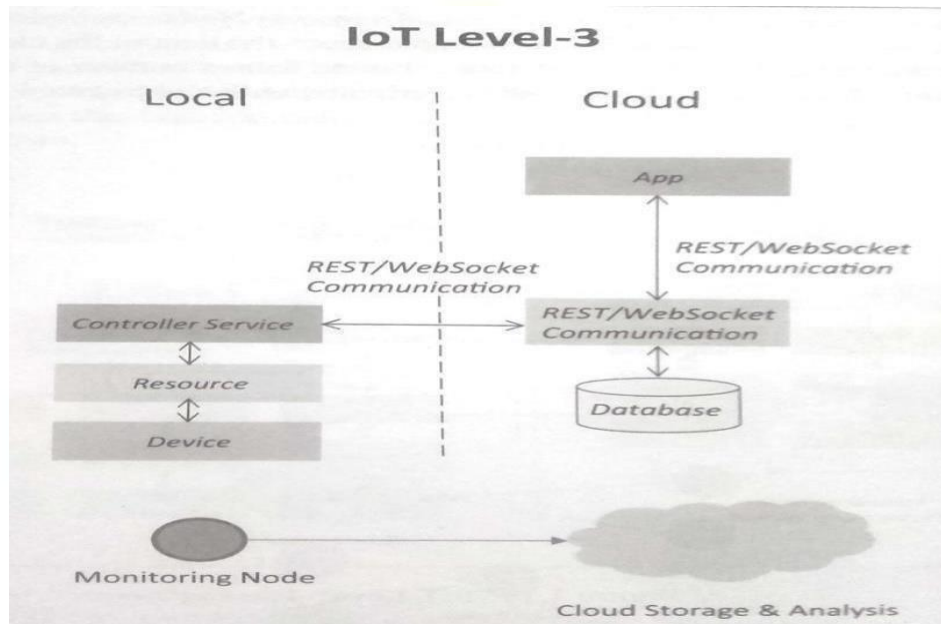 IoT Level-3
Local
Cloud
App
REST/WebSocket
Communication
REST/WebSocket
Communication
Controller Service
REST/WebSocket
Communication
Resource
Database
Device
Monitoring Node
Cloud Storage & Analysis